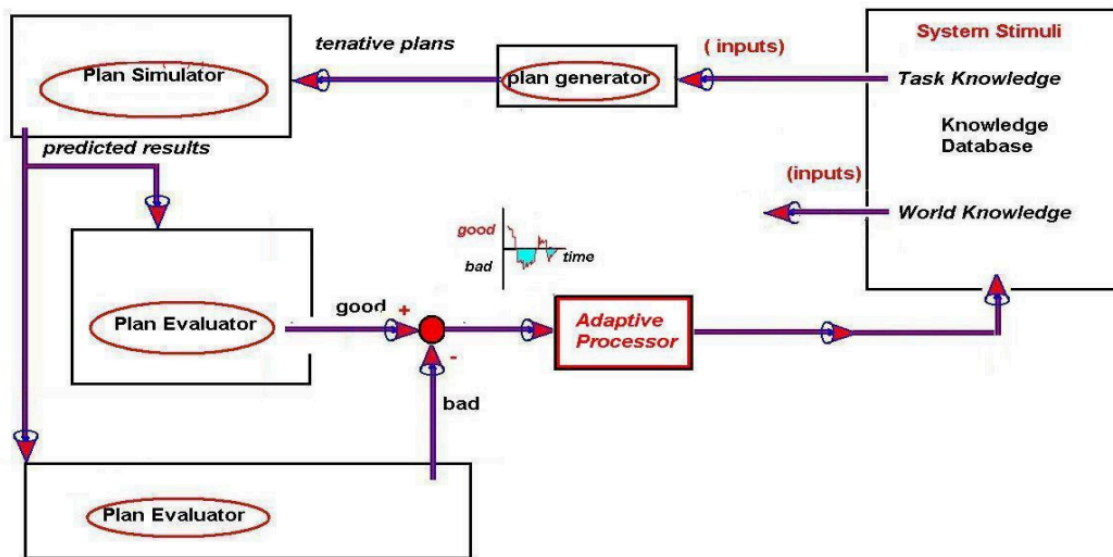 System Stimuli
tenative plans
( inputs)
Plan Simulator
plan generator
Task Knowledge
Knowledge
Database
predicted results
(inputs)
World Knowledge
good
bad
time
good
+
Plan Evaluator
Adaptive
Processor
-
bad
Plan Evaluator